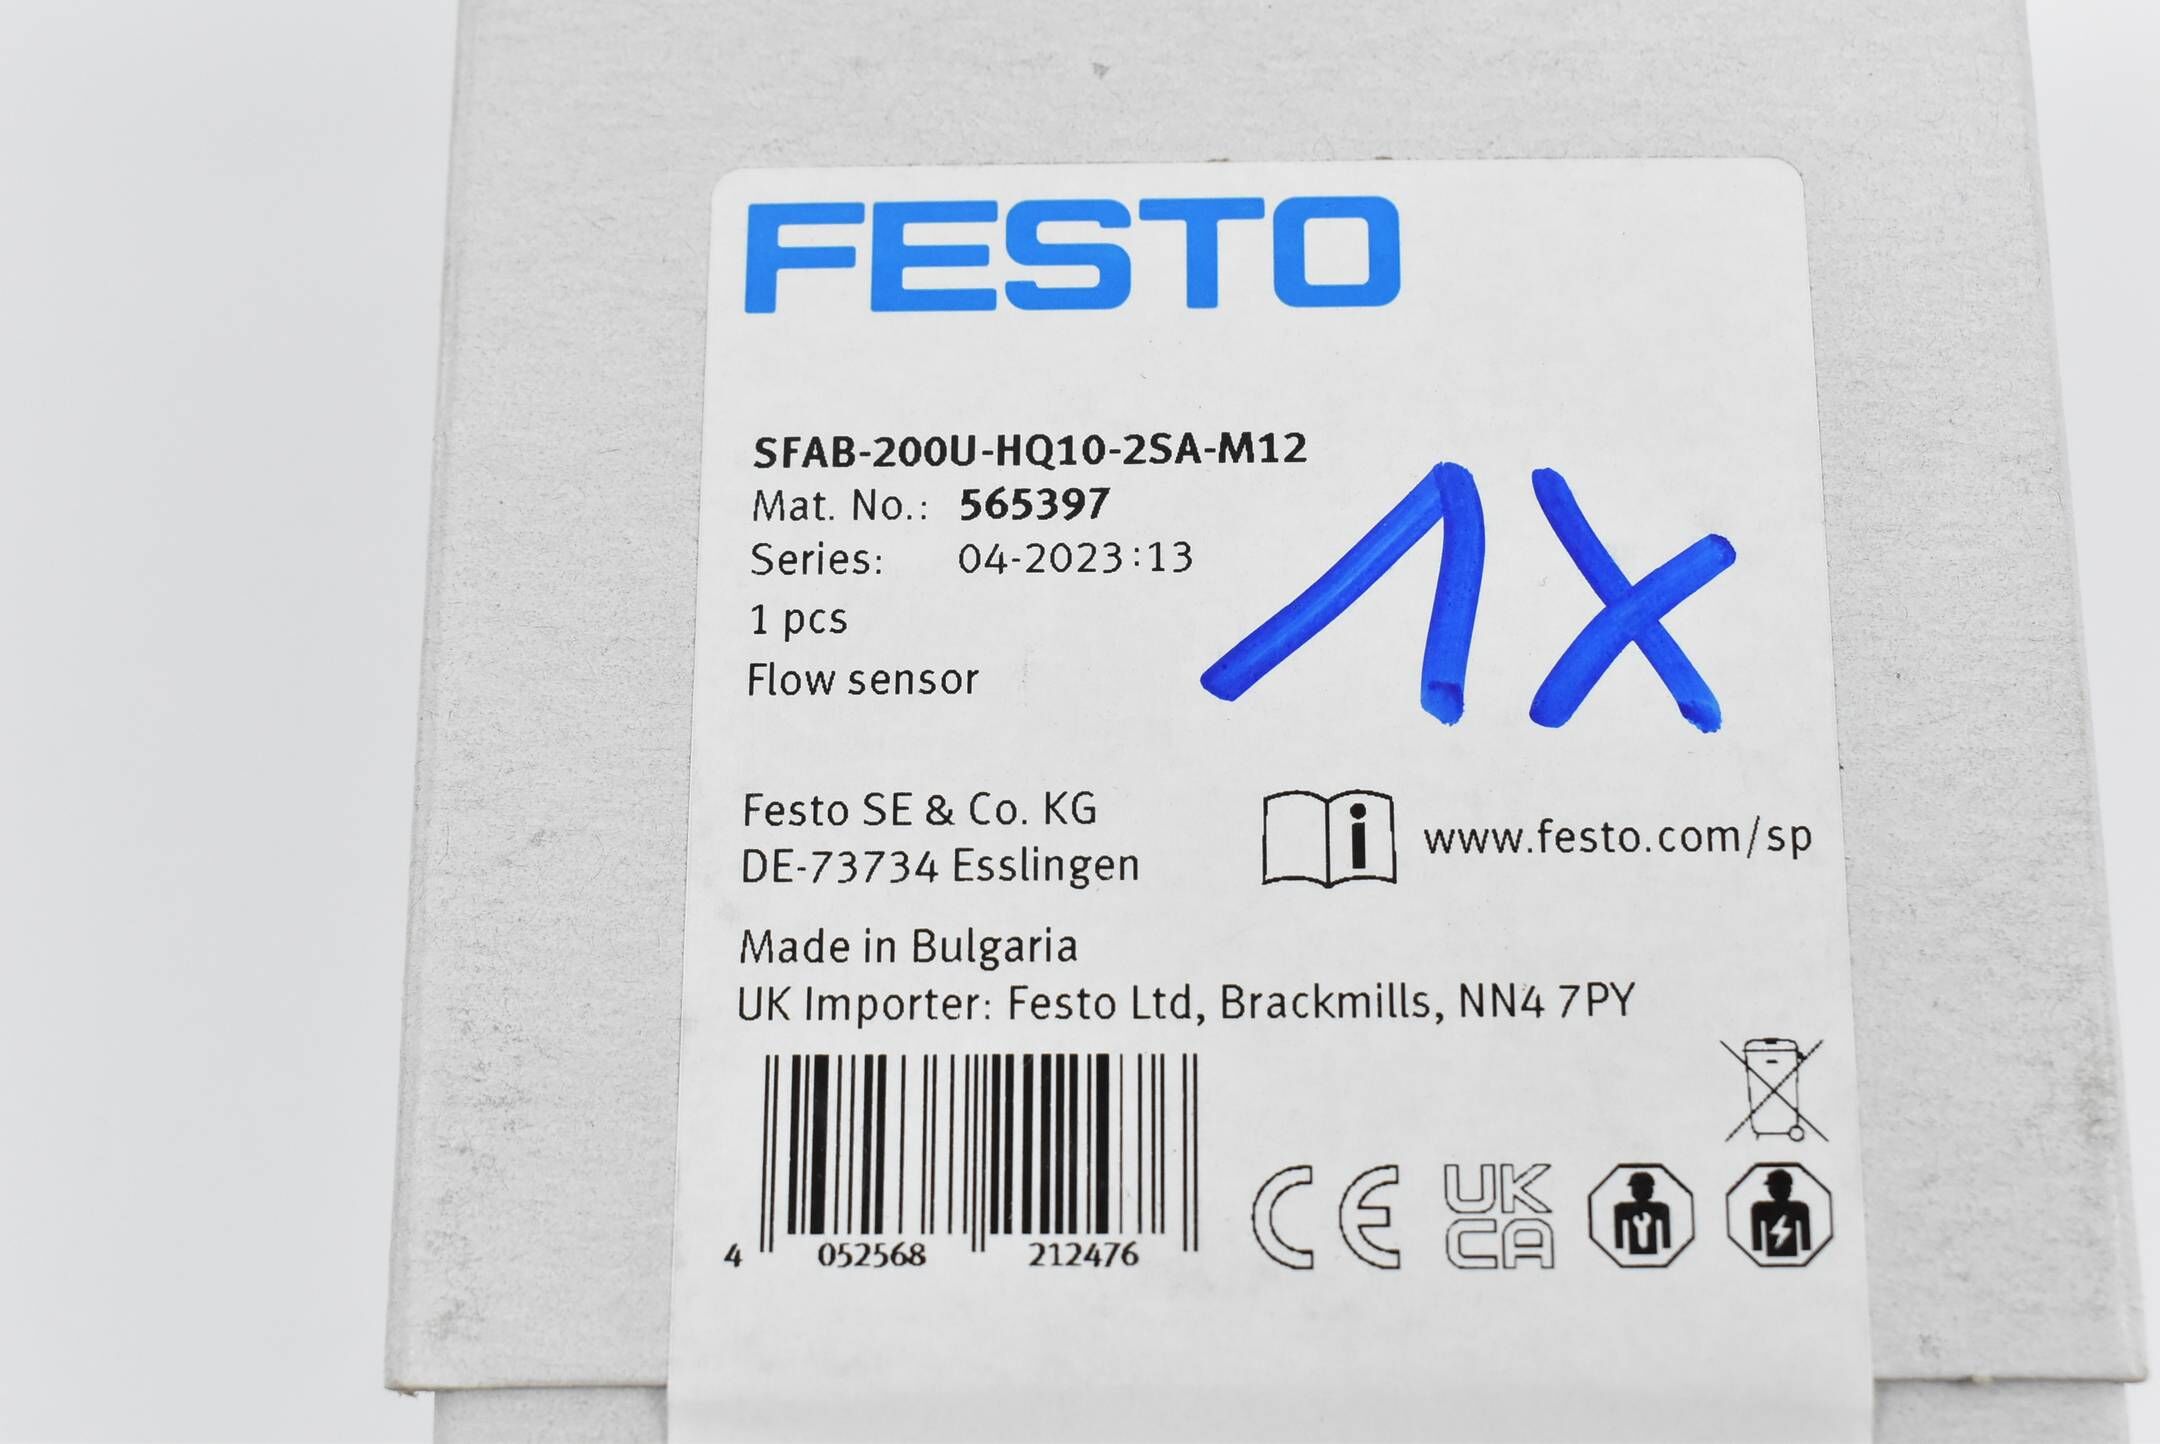 FESTO
SFAB-200U-HQ10-2SA-M12
Mat. No.: 565397
Series: 04-2023:13
1 pcs
Flow sensor
1X
Festo SE & Co. KG
DE-73734 Esslingen
i www.festo.com/sp
Made in Bulgaria
UK Importer: Festo Ltd, Brackmills, NN4 7PY
4 052568 212476
CE UK
CA